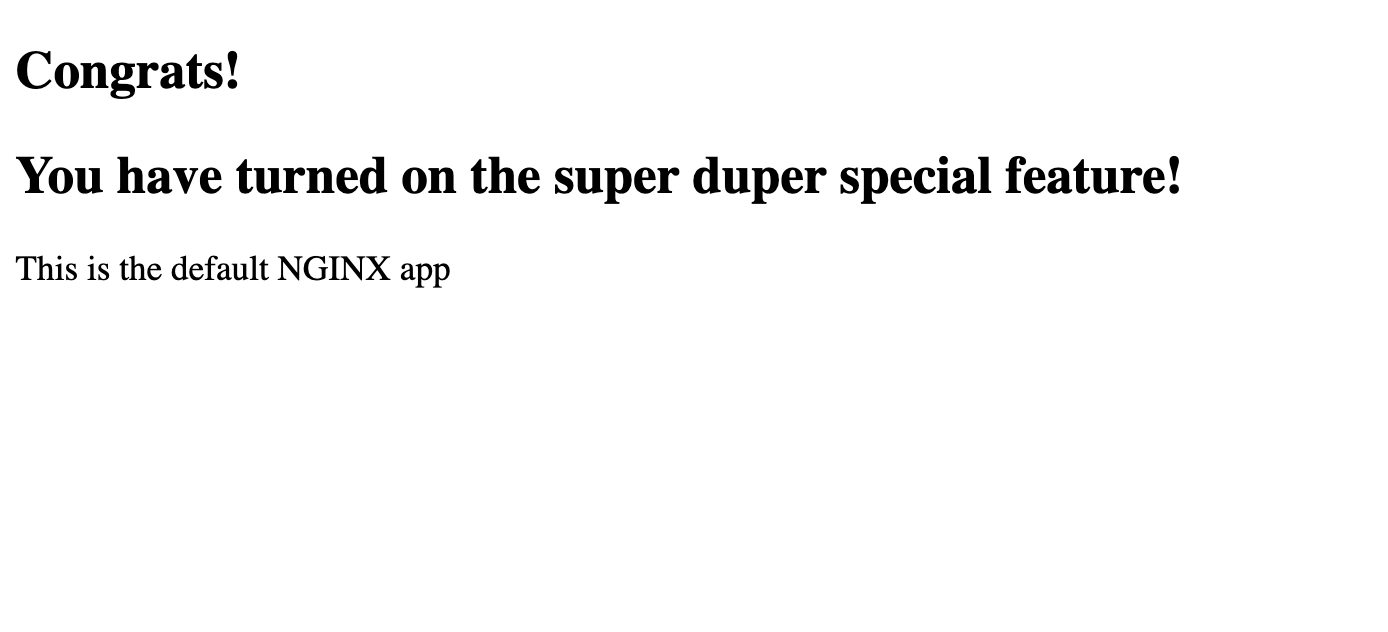 Congrats!
You have turned on the super duper special feature!
This is the default NGINX app